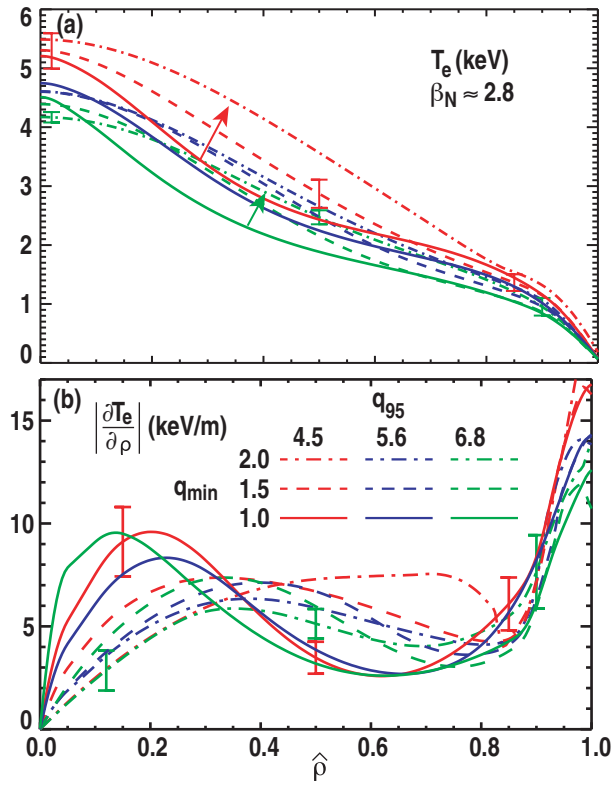 (a)
6
5
4
3
2
1
0
T_e (keV)
β_N ≈ 2.8
(b)
|∂T_e/∂ρ| (keV/m)
q_95
4.5 5.6 6.8
2.0
q_min 1.5
1.0
15
10
5
0
0.0 0.2 0.4 0.6 0.8 1.0
ρ̂